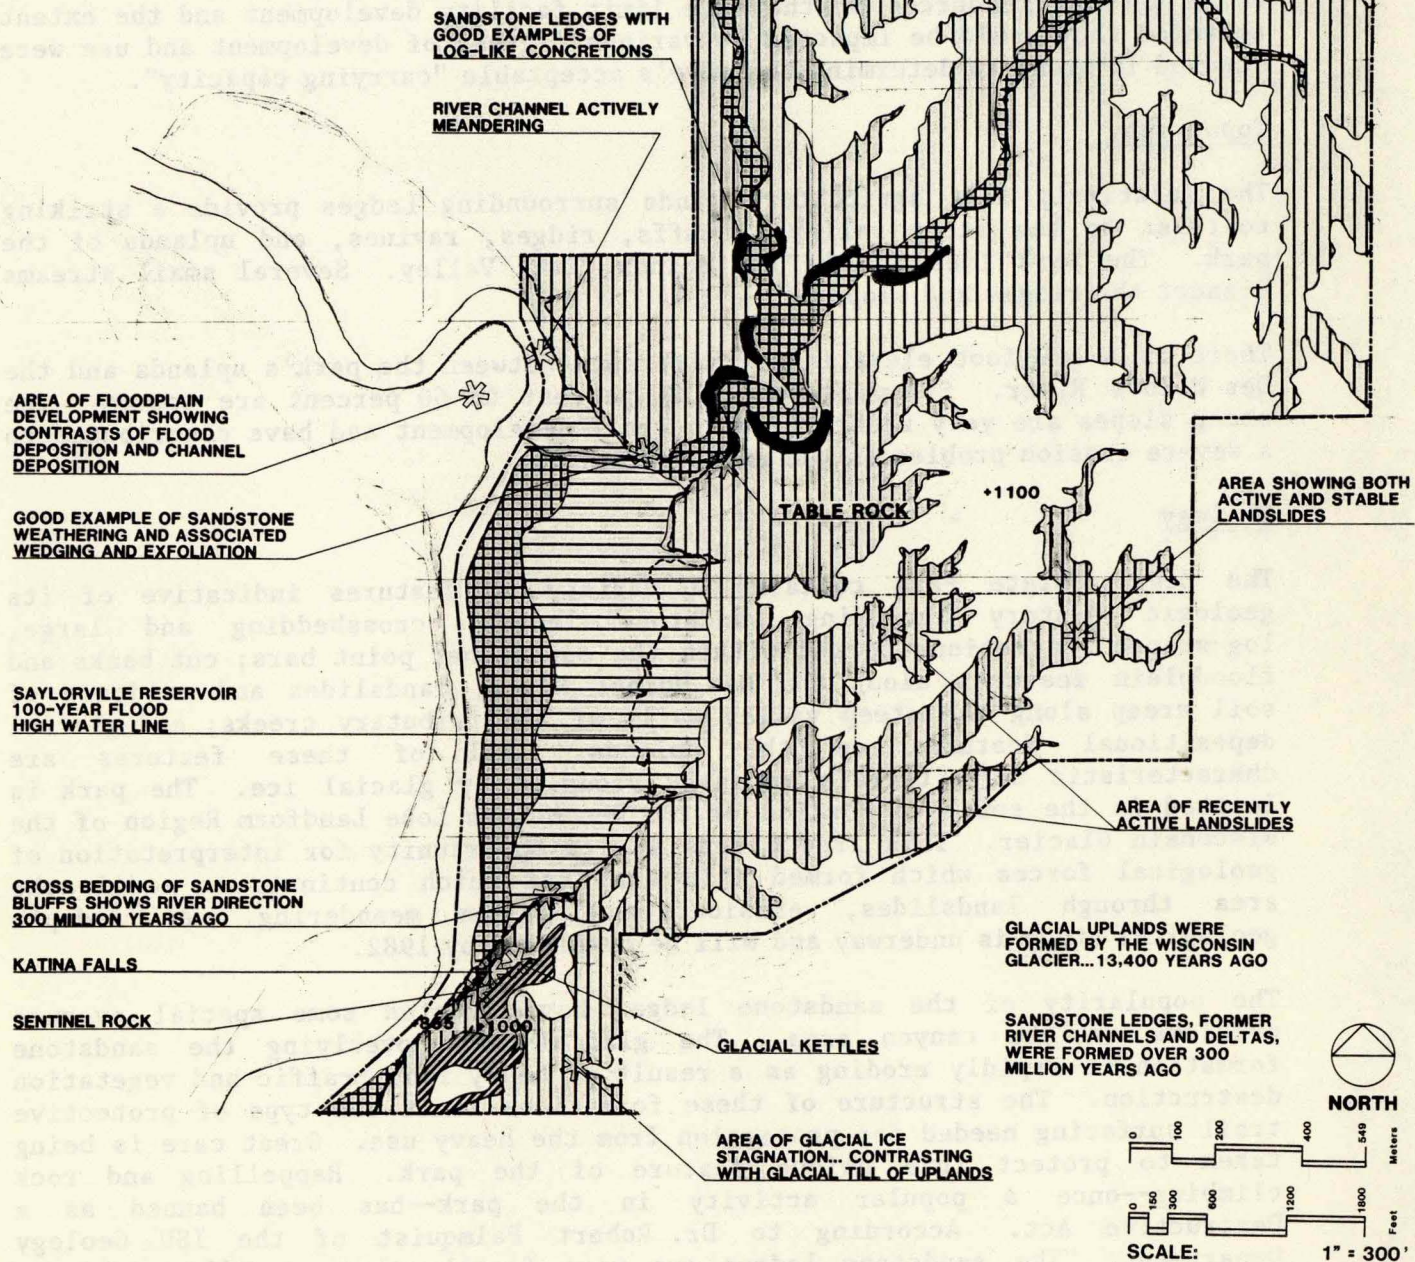 SANDSTONE LEDGES WITH
GOOD EXAMPLES OF
LOG-LIKE CONCRETIONS
RIVER CHANNEL ACTIVELY
MEANDERING
AREA OF FLOODPLAIN
DEVELOPMENT SHOWING
CONTRASTS OF FLOOD
DEPOSITION AND CHANNEL
DEPOSITION
GOOD EXAMPLE OF SANDSTONE
WEATHERING AND ASSOCIATED
WEDGING AND EXFOLIATION
SAYLORVILLE RESERVOIR
100-YEAR FLOOD
HIGH WATER LINE
CROSS BEDDING OF SANDSTONE
BLUFFS SHOWS RIVER DIRECTION
300 MILLION YEARS AGO
KATINA FALLS
SENTINEL ROCK
+1100
TABLE ROCK
AREA SHOWING BOTH
ACTIVE AND STABLE
LANDSLIDES
AREA OF RECENTLY
ACTIVE LANDSLIDES
GLACIAL UPLANDS WERE
FORMED BY THE WISCONSIN
GLACIER...13,400 YEARS AGO
SANDSTONE LEDGES, FORMER
RIVER CHANNELS AND DELTAS,
WERE FORMED OVER 300
MILLION YEARS AGO
865
1000
GLACIAL KETTLES
AREA OF GLACIAL ICE
STAGNATION... CONTRASTING
WITH GLACIAL TILL OF UPLANDS
NORTH
0 100 200 400 549 Meters
0 150 300 600 1200 1800 Feet
SCALE: 1" = 300'